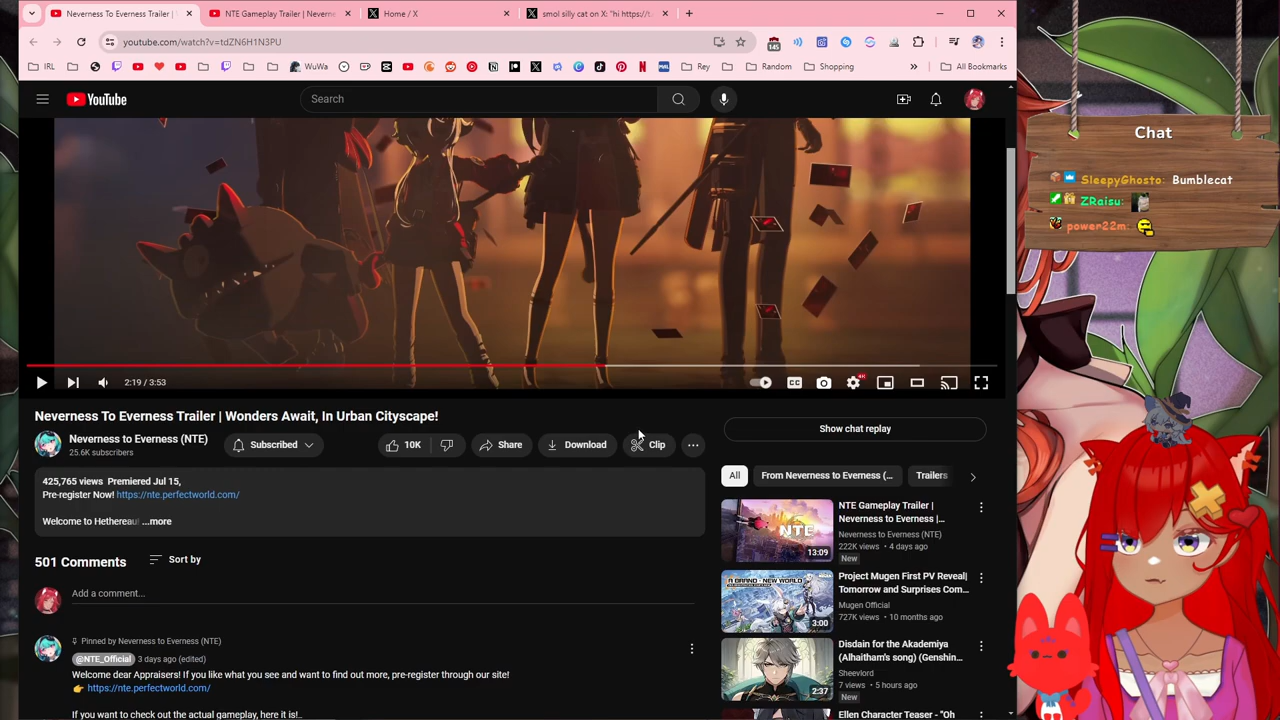 Neverness To Everness Trailer |
NTE Gameplay Trailer | Neverne
Home / X
smol silly cat on X: "hi https://t.
youtube.com/watch?v=tdZN6H1N3PU
145
IRL
WuWa
Rey
Random
Shopping
All Bookmarks
YouTube
Search
2:19 / 3:53
Neverness To Everness Trailer | Wonders Await, In Urban Cityscape!
Neverness to Everness (NTE)
25.6K subscribers
Subscribed
10K
Share
Download
Clip
425,765 views Premiered Jul 15,
Pre-register Now! https://nte.perfectworld.com/
Welcome to Hethereau ...more
501 Comments
Sort by
Add a comment...
Pinned by Neverness to Everness (NTE)
@NTE_Official 3 days ago (edited)
Welcome dear Appraisers! If you like what you see and want to find out more, pre-register through our site!
👉 https://nte.perfectworld.com/
If you want to check out the actual gameplay, here it is!..
Show chat replay
All
From Neverness to Everness (...
Trailers
NTE
13:09
NTE Gameplay Trailer |
Neverness to Everness |...
Neverness to Everness (NTE)
222K views • 4 days ago
New
A BRAND-NEW WORLD
3:00
Project Mugen First PV Reveal|
Tomorrow and Surprises Com...
Mugen Official
727K views • 10 months ago
2:37
Disdain for the Akademiya
(Alhaitham's song) (Genshin...
Sheevlord
7 views • 5 hours ago
New
Ellen Character Teaser - "Oh
Chat
SleepyGhosto: Bumblecat
ZRaisu:
power22m: